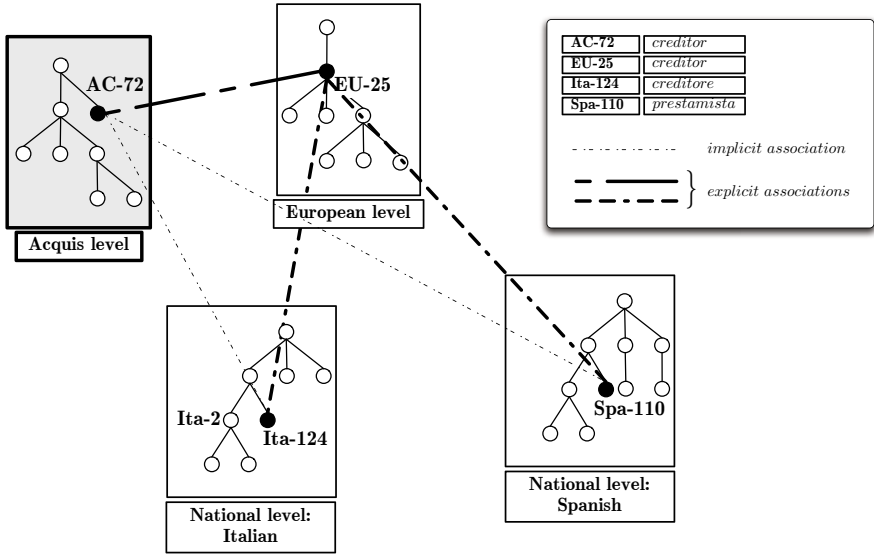 AC-72
Acquis level
EU-25
European level
AC-72 creditor
EU-25 creditor
Ita-124 creditore
Spa-110 prestamista
implicit association
explicit associations
Ita-2
Ita-124
National level:
Italian
Spa-110
National level:
Spanish